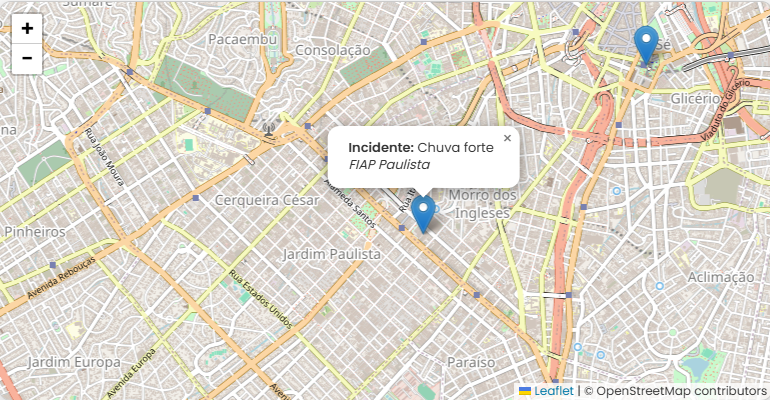 +
−
Sumaré
Pacaembu
Consolação
Sé
Glicério
Viaduto do Glicério
Rua João Moura
Incidente: Chuva forte
×
FIAP Paulista
Alameda Santos
Rua It
Cerqueira César
Morro dos
Ingleses
Pinheiros
Jardim Paulista
Avenida Rebouças
Rua Estados Unidos
Aclimação
Jardim Europa
Avenida Europa
Paraíso
Leaflet | © OpenStreetMap contributors